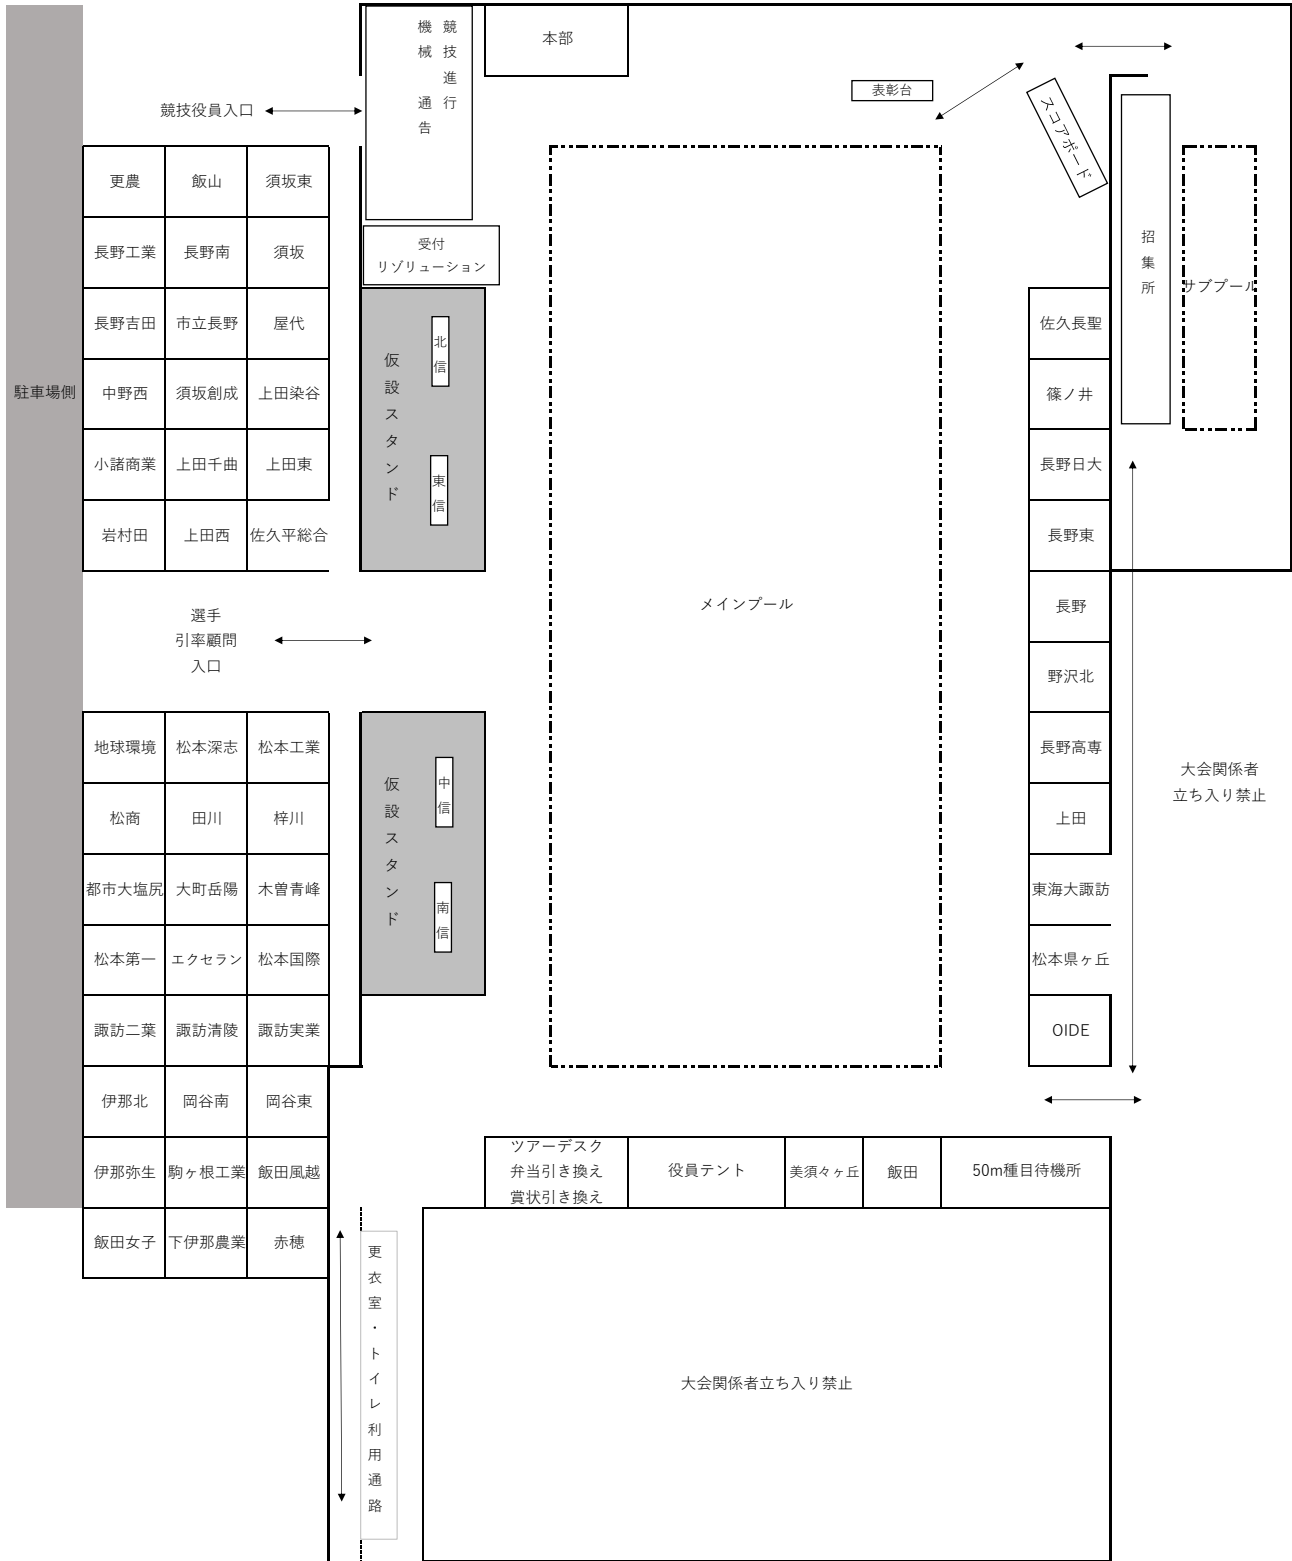 競技進行
機械 通告
本部
表彰台
スコアボード
競技役員入口
招集所
サブプール
受付
リゾリューション
更農 飯山 須坂東
長野工業 長野南 須坂
長野吉田 市立長野 屋代
中野西 須坂創成 上田染谷
小諸商業 上田千曲 上田東
岩村田 上田西 佐久平総合
駐車場側
仮設スタンド
北信
東信
メインプール
佐久長聖
篠ノ井
長野日大
長野東
長野
野沢北
長野高専
上田
東海大諏訪
松本県ヶ丘
OIDE
選手
引率顧問
入口
大会関係者
立ち入り禁止
地球環境 松本深志 松本工業
松商 田川 梓川
都市大塩尻 大町岳陽 木曽青峰
松本第一 エクセラン 松本国際
諏訪二葉 諏訪清陵 諏訪実業
伊那北 岡谷南 岡谷東
伊那弥生 駒ヶ根工業 飯田風越
飯田女子 下伊那農業 赤穂
仮設スタンド
中信
南信
ツアーデスク
弁当引き換え
賞状引き換え
役員テント
美須々ヶ丘
飯田
50m種目待機所
更衣室・トイレ利用通路
大会関係者立ち入り禁止